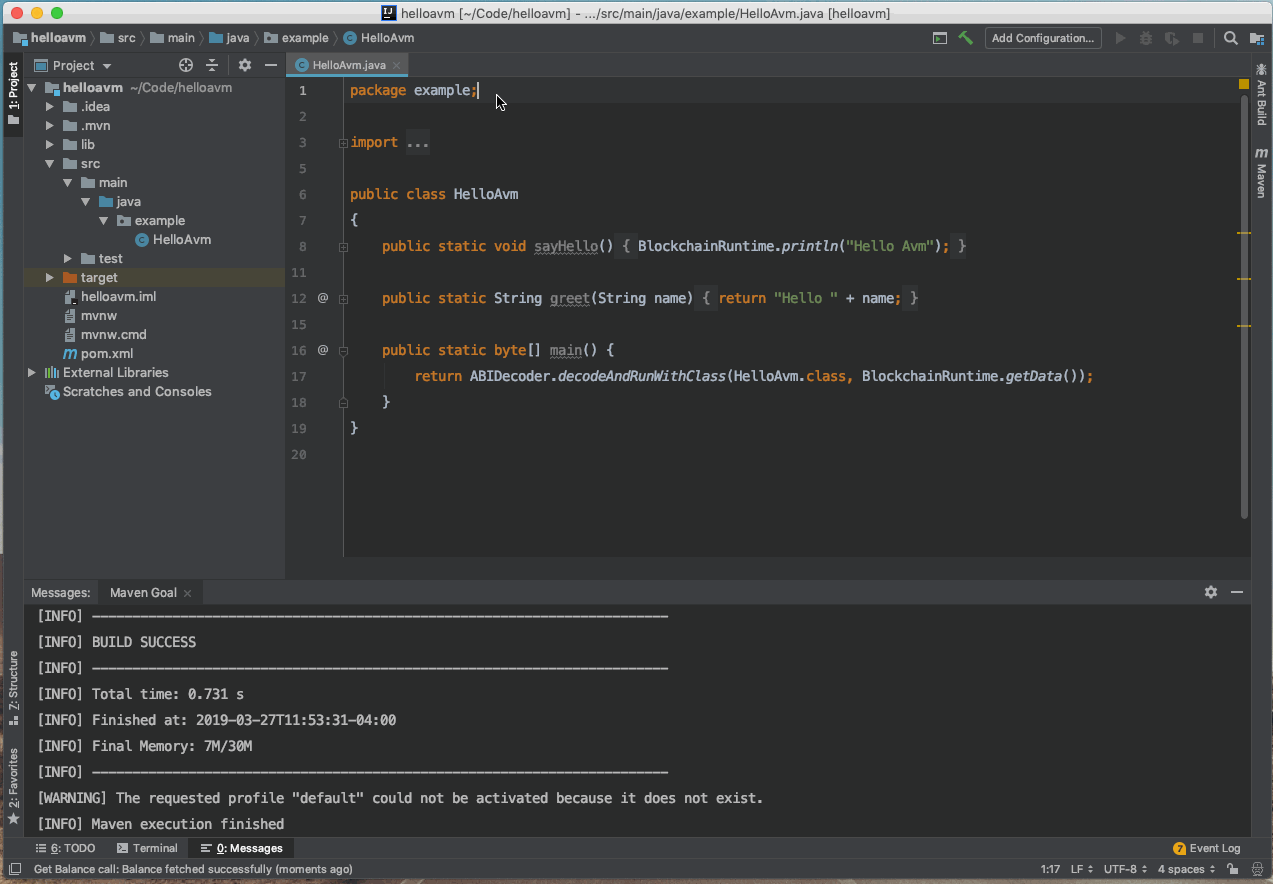 helloavm [~/Code/helloavm] - .../src/main/java/example/HelloAvm.java [helloavm]
helloavm src main java example HelloAvm
Add Configuration...
1: Project
Project
HelloAvm.java
helloavm ~/Code/helloavm
.idea
.mvn
lib
src
main
java
example
HelloAvm
test
target
helloavm.iml
mvnw
mvnw.cmd
pom.xml
External Libraries
Scratches and Consoles
1 package example;
2
3 import ...
5
6 public class HelloAvm
7 {
8 public static void sayHello() { BlockchainRuntime.println("Hello Avm"); }
11
12 @ public static String greet(String name) { return "Hello " + name; }
15
16 @ public static byte[] main() {
17 return ABIDecoder.decodeAndRunWithClass(HelloAvm.class, BlockchainRuntime.getData());
18 }
19 }
20
Ant Build
Maven
Messages: Maven Goal
[INFO] ------------------------------------------------------------------------
[INFO] BUILD SUCCESS
[INFO] ------------------------------------------------------------------------
[INFO] Total time: 0.731 s
[INFO] Finished at: 2019-03-27T11:53:31-04:00
[INFO] Final Memory: 7M/30M
[INFO] ------------------------------------------------------------------------
[WARNING] The requested profile "default" could not be activated because it does not exist.
[INFO] Maven execution finished
Z: Structure
2: Favorites
6: TODO Terminal 0: Messages
7 Event Log
Get Balance call: Balance fetched successfully (moments ago)
1:17 LF UTF-8 4 spaces